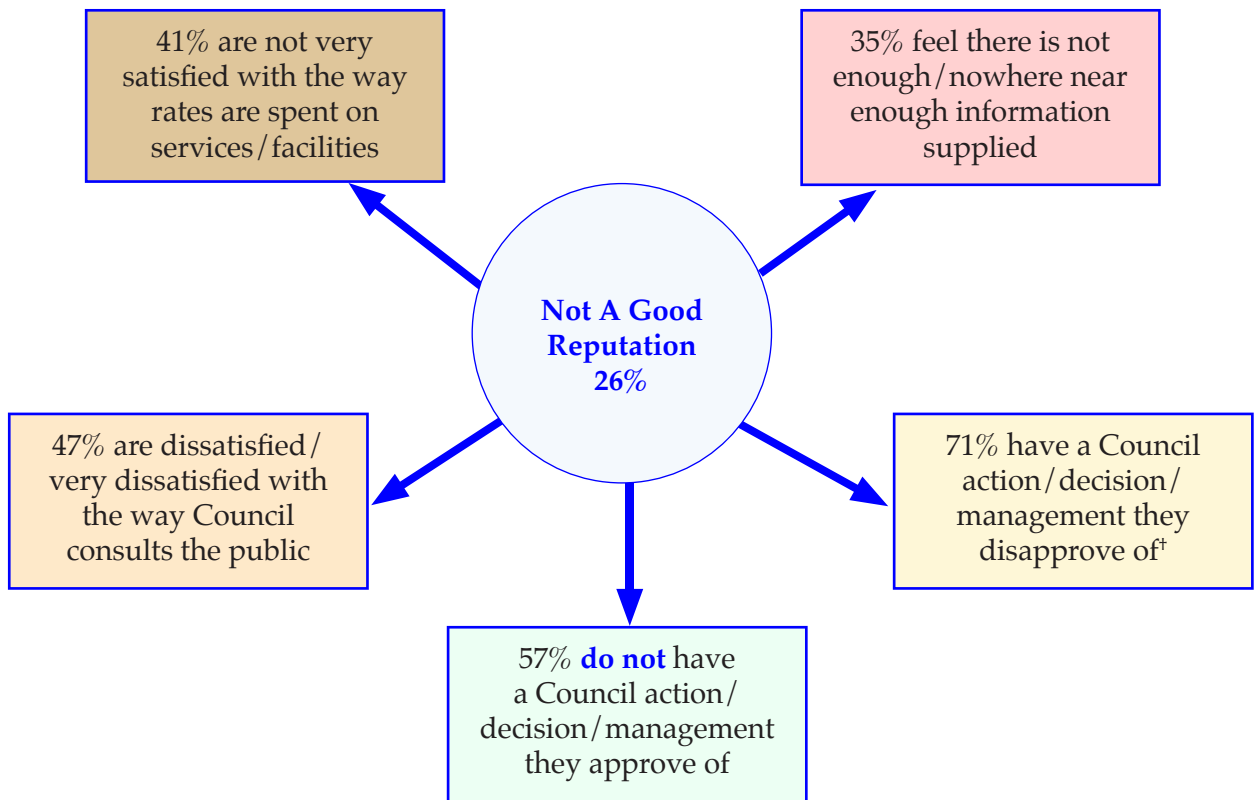 41% are not very
satisfied with the way
rates are spent on
services/facilities
35% feel there is not
enough/nowhere near
enough information
supplied
Not A Good
Reputation
26%
47% are dissatisfied/
very dissatisfied with
the way Council
consults the public
71% have a Council
action/decision/
management they
disapprove of†
57% do not have
a Council action/
decision/management
they approve of